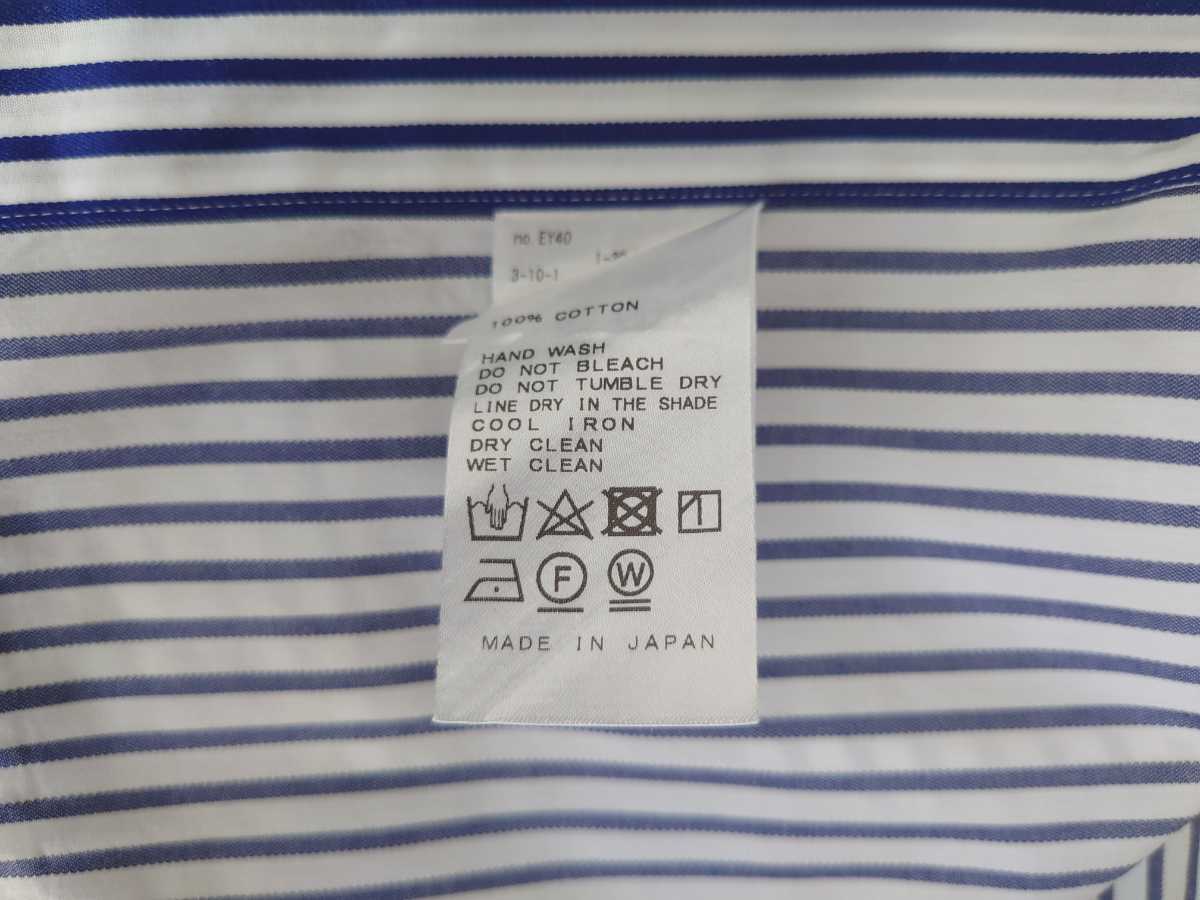 no. EY40
3-10-1
100% COTTON
HAND WASH
DO NOT BLEACH
DO NOT TUMBLE DRY
LINE DRY IN THE SHADE
COOL IRON
DRY CLEAN
WET CLEAN
F W
MADE IN JAPAN